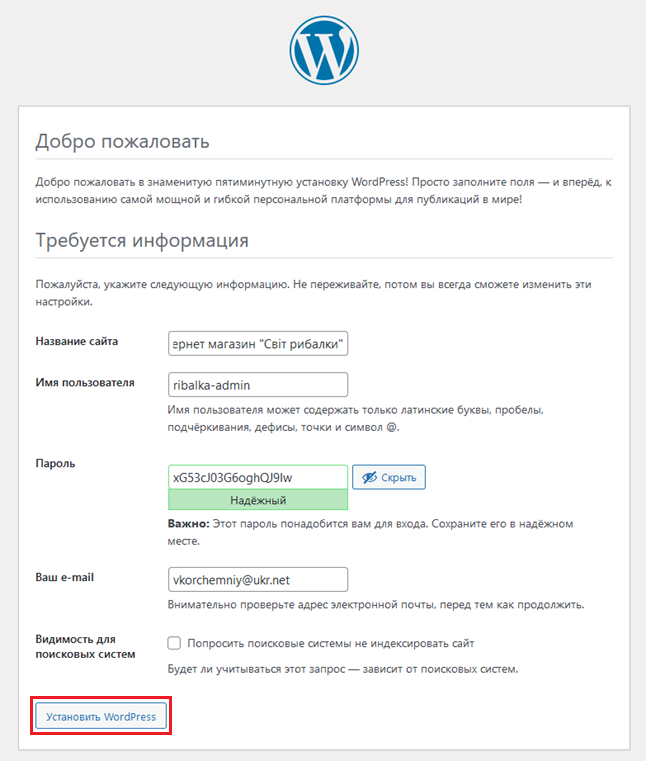 Добро пожаловать
Добро пожаловать в знаменитую пятиминутную установку WordPress! Просто заполните поля — и вперёд, к
использованию самой мощной и гибкой персональной платформы для публикаций в мире!
Требуется информация
Пожалуйста, укажите следующую информацию. Не переживайте, потом вы всегда сможете изменить эти
настройки.
Название сайта
ернет магазин "Світ рибалки"
Имя пользователя
ribalka-admin
Имя пользователя может содержать только латинские буквы, пробелы,
подчёркивания, дефисы, точки и символ @.
Пароль
xG53cJ03G6oghQJ9Iw
Скрыть
Надёжный
Важно: Этот пароль понадобится вам для входа. Сохраните его в надёжном
месте.
Ваш e-mail
vkorchemniy@ukr.net
Внимательно проверьте адрес электронной почты, перед тем как продолжить.
Видимость для
поисковых систем
Попросить поисковые системы не индексировать сайт
Будет ли учитываться этот запрос — зависит от поисковых систем.
Установить WordPress